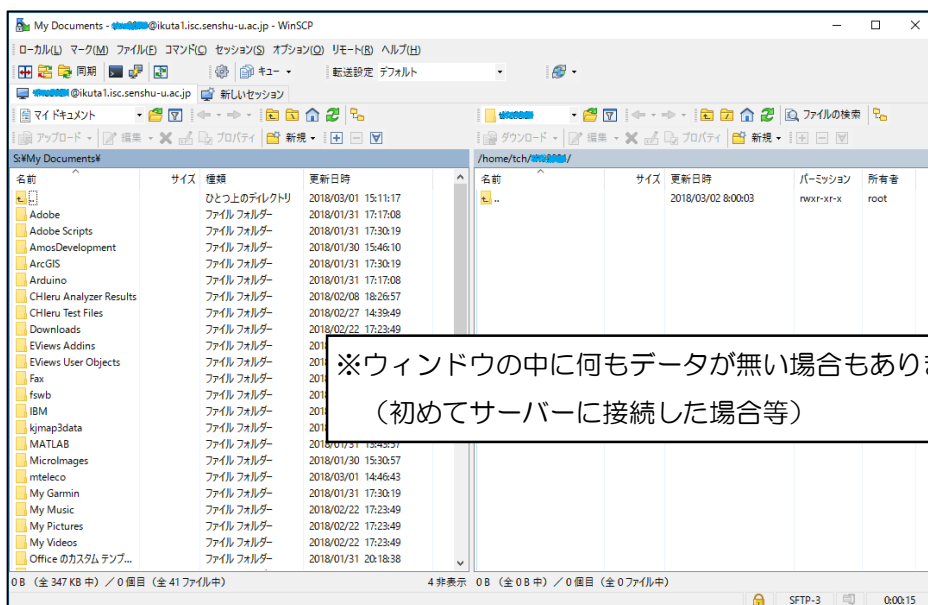 My Documents - @ikuta1.isc.senshu-u.ac.jp - WinSCP
ローカル(L) マーク(M) ファイル(F) コマンド(C) セッション(S) オプション(O) リモート(R) ヘルプ(H)
同期 キュー 転送設定 デフォルト
@ikuta1.isc.senshu-u.ac.jp 新しいセッション
マイ ドキュメント ファイルの検索
アップロード 編集 プロパティ 新規 ダウンロード 編集 プロパティ 新規
S:¥My Documents¥ /home/tch/ /
名前 サイズ 種類 更新日時 名前 サイズ 更新日時 パーミッション 所有者
.. ひとつ上のディレクトリ 2018/03/01 15:11:17 .. 2018/03/02 8:00:03 rwxr-xr-x root
Adobe ファイル フォルダー 2018/01/31 17:17:08
Adobe Scripts ファイル フォルダー 2018/01/31 17:30:19
AmosDevelopment ファイル フォルダー 2018/01/30 15:46:10
ArcGIS ファイル フォルダー 2018/01/31 17:30:19
Arduino ファイル フォルダー 2018/01/31 17:17:08
CHIeru Analyzer Results ファイル フォルダー 2018/02/08 18:26:57
CHIeru Test Files ファイル フォルダー 2018/02/27 14:39:49
Downloads ファイル フォルダー 2018/02/22 17:23:49
EViews Addins ファイル フォルダー
EViews User Objects ファイル フォルダー
Fax ファイル フォルダー
fswb ファイル フォルダー
IBM ファイル フォルダー
kjmap3data ファイル フォルダー
MATLAB ファイル フォルダー 2018/01/31 15:43:57
MicroImages ファイル フォルダー 2018/01/30 15:30:57
mteleco ファイル フォルダー 2018/03/01 14:46:43
My Garmin ファイル フォルダー 2018/01/31 17:30:19
My Music ファイル フォルダー 2018/02/22 17:23:49
My Pictures ファイル フォルダー 2018/02/22 17:23:49
My Videos ファイル フォルダー 2018/02/22 17:23:49
Office のカスタム テンプ... ファイル フォルダー 2018/01/31 20:18:38
※ウィンドウの中に何もデータが無い場合もあり
（初めてサーバーに接続した場合等）
0 B （全 347 KB 中）／ 0 個目 （全 41 ファイル中） 4 非表示 0 B （全 0 B 中）／ 0 個目 （全 0 ファイル中）
SFTP-3 0:00:15